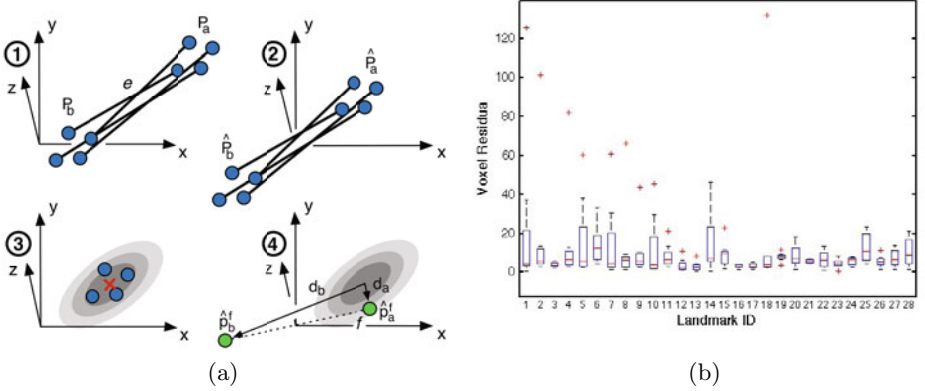 1
y
z
x
P_a
P_b
e
2
y
z
x
P̂_a
P̂_b
3
y
z
x
4
y
z
x
d_b
d_a
f
p̂_b^f
p̂_a^f
(a)
Voxel Residua
120
100
80
60
40
20
0
1 2 3 4 5 6 7 8 9 10 11 12 13 14 15 16 17 18 19 20 21 22 23 24 25 26 27 28
Landmark ID
(b)